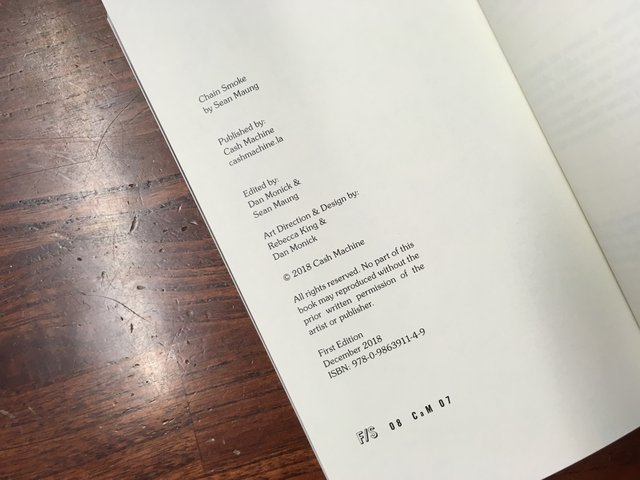 Chain Smoke
by Sean Maung
Published by:
Cash Machine
cashmachine.la
Edited by:
Dan Monick &
Sean Maung
Art Direction & Design by:
Rebecca King &
Dan Monick
© 2018 Cash Machine
All rights reserved. No part of this
book may reproduced without the
prior written permission of the
artist or publisher.
First Edition
December 2018
ISBN: 978-0-9863911-4-9
F/S 08 CaM 07